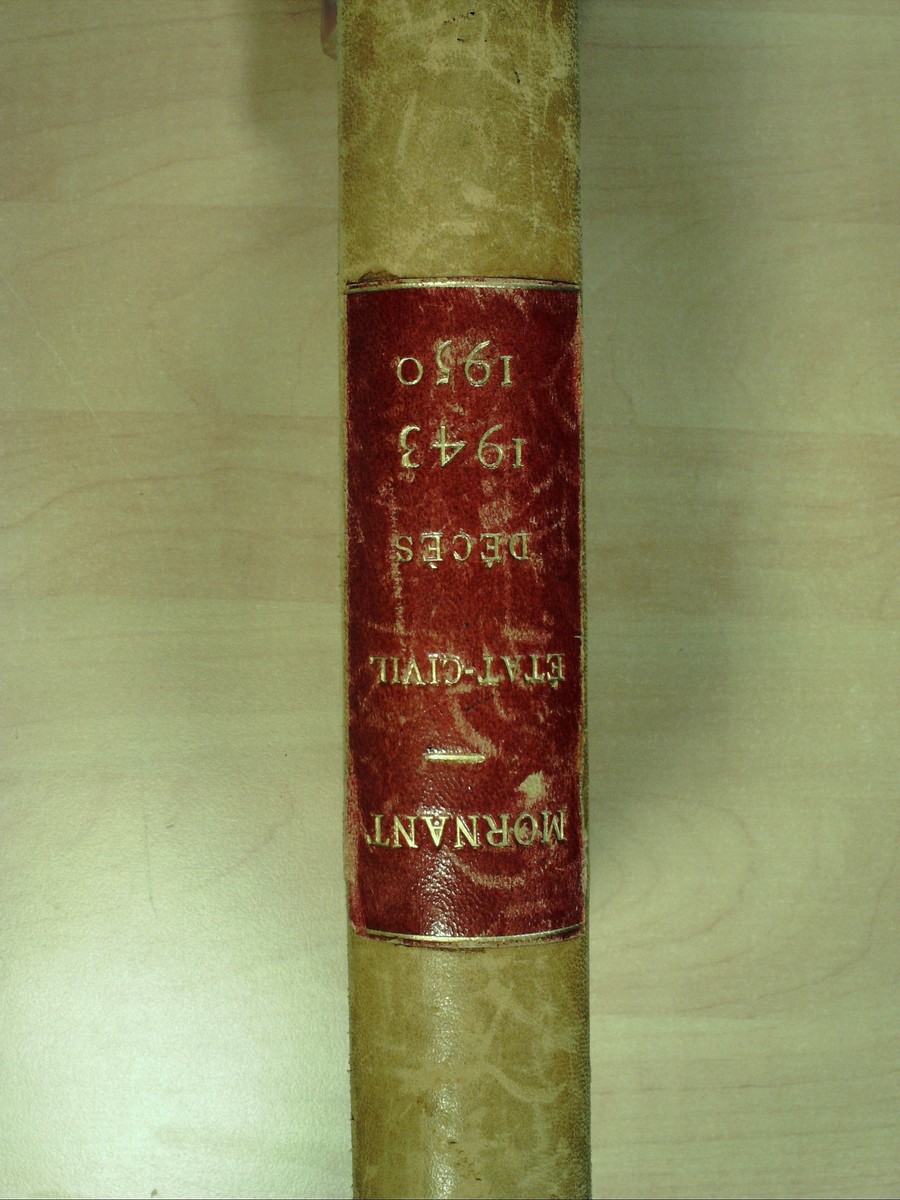 MORNANT
ÉTAT-CIVIL
DÉCÈS
1943
1950